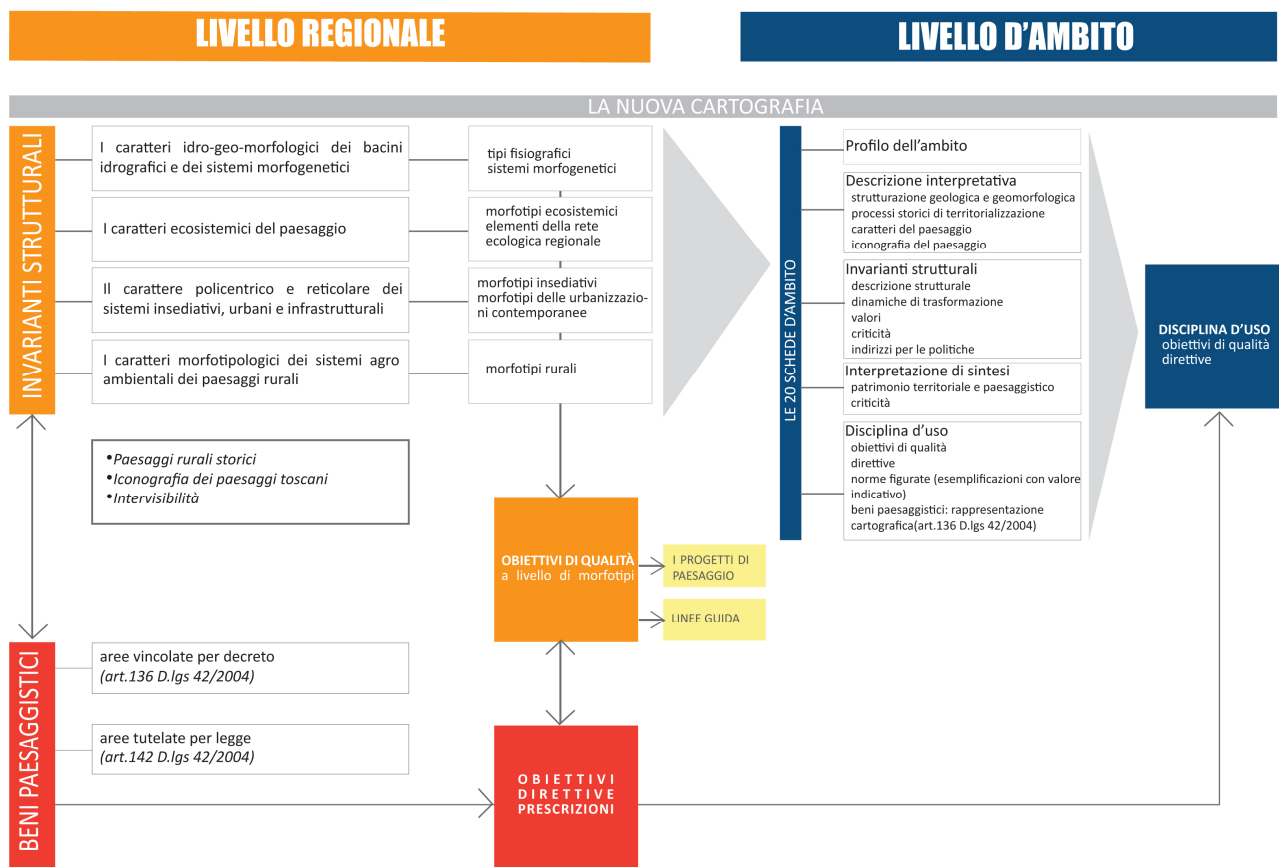 LIVELLO REGIONALE
LIVELLO D'AMBITO
LA NUOVA CARTOGRAFIA
INVARIANTI STRUTTURALI
I caratteri idro-geo-morfologici dei bacini
idrografici e dei sistemi morfogenetici
tipi fisiografici
sistemi morfogenetici
I caratteri ecosistemici del paesaggio
morfotipi ecosistemici
elementi della rete
ecologica regionale
Il carattere policentrico e reticolare dei
sistemi insediativi, urbani e infrastrutturali
morfotipi insediativi
morfotipi delle urbanizzazio-
ni contemporanee
I caratteri morfotipologici dei sistemi agro
ambientali dei paesaggi rurali
morfotipi rurali
•Paesaggi rurali storici
•Iconografia dei paesaggi toscani
•Intervisibilità
OBIETTIVI DI QUALITÀ
a livello di morfotipi
I PROGETTI DI
PAESAGGIO
LINEE GUIDA
BENI PAESAGGISTICI
aree vincolate per decreto
(art.136 D.lgs 42/2004)
aree tutelate per legge
(art.142 D.lgs 42/2004)
OBIETTIVI
DIRETTIVE
PRESCRIZIONI
LE 20 SCHEDE D'AMBITO
Profilo dell'ambito
Descrizione interpretativa
strutturazione geologica e geomorfologica
processi storici di territorializzazione
caratteri del paesaggio
iconografia del paesaggio
Invarianti strutturali
descrizione strutturale
dinamiche di trasformazione
valori
criticità
indirizzi per le politiche
Interpretazione di sintesi
patrimonio territoriale e paesaggistico
criticità
Disciplina d'uso
obiettivi di qualità
direttive
norme figurate (esemplificazioni con valore
indicativo)
beni paesaggistici: rappresentazione
cartografica(art.136 D.lgs 42/2004)
DISCIPLINA D'USO
obiettivi di qualità
direttive